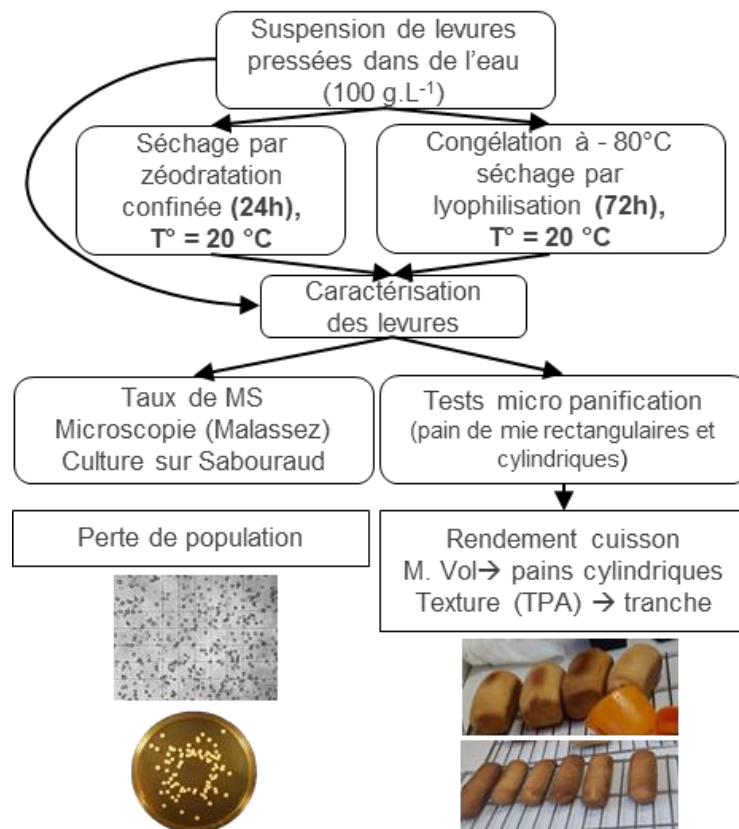 Suspension de levures
pressées dans de l'eau
(100 g.L⁻¹)
Séchage par
zéodratation
confinée (24h),
T° = 20 °C
Congélation à - 80°C
séchage par
lyophilisation (72h),
T° = 20 °C
Caractérisation
des levures
Taux de MS
Microscopie (Malassez)
Culture sur Sabouraud
Tests micro panification
(pain de mie rectangulaires et
cylindriques)
Perte de population
Rendement cuisson
M. Vol→ pains cylindriques
Texture (TPA) → tranche